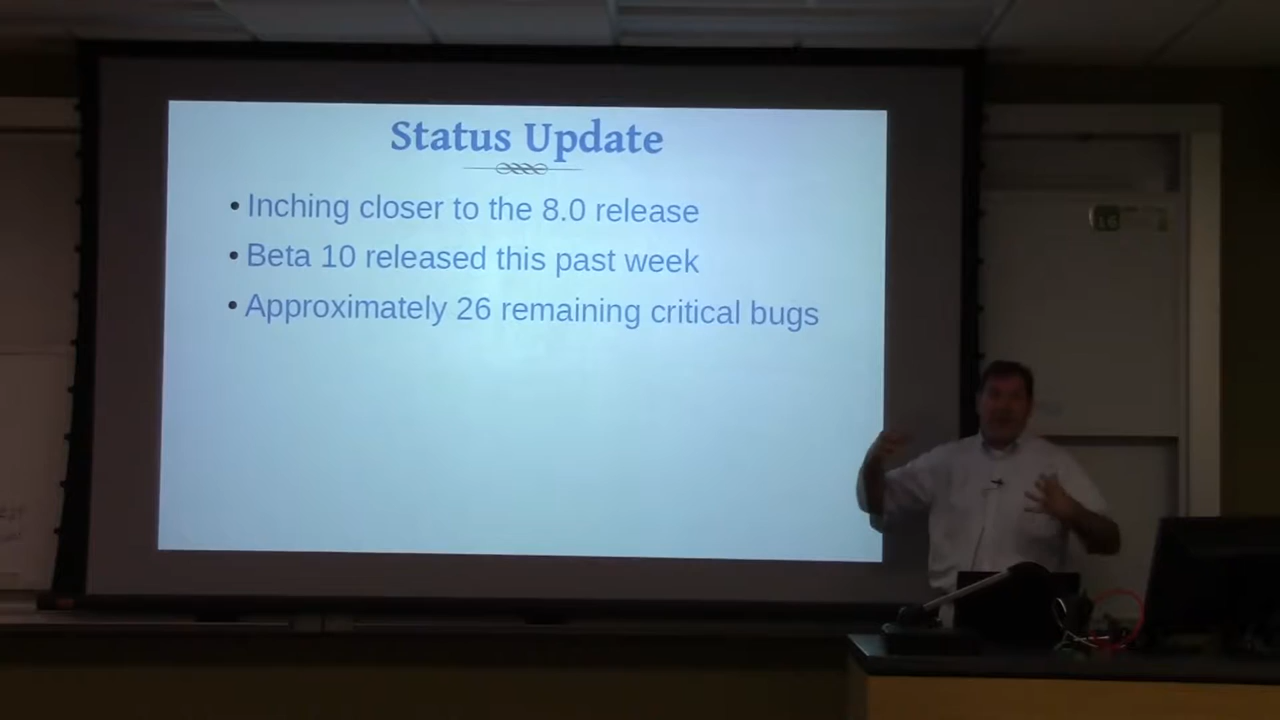 Status Update
• Inching closer to the 8.0 release
• Beta 10 released this past week
• Approximately 26 remaining critical bugs